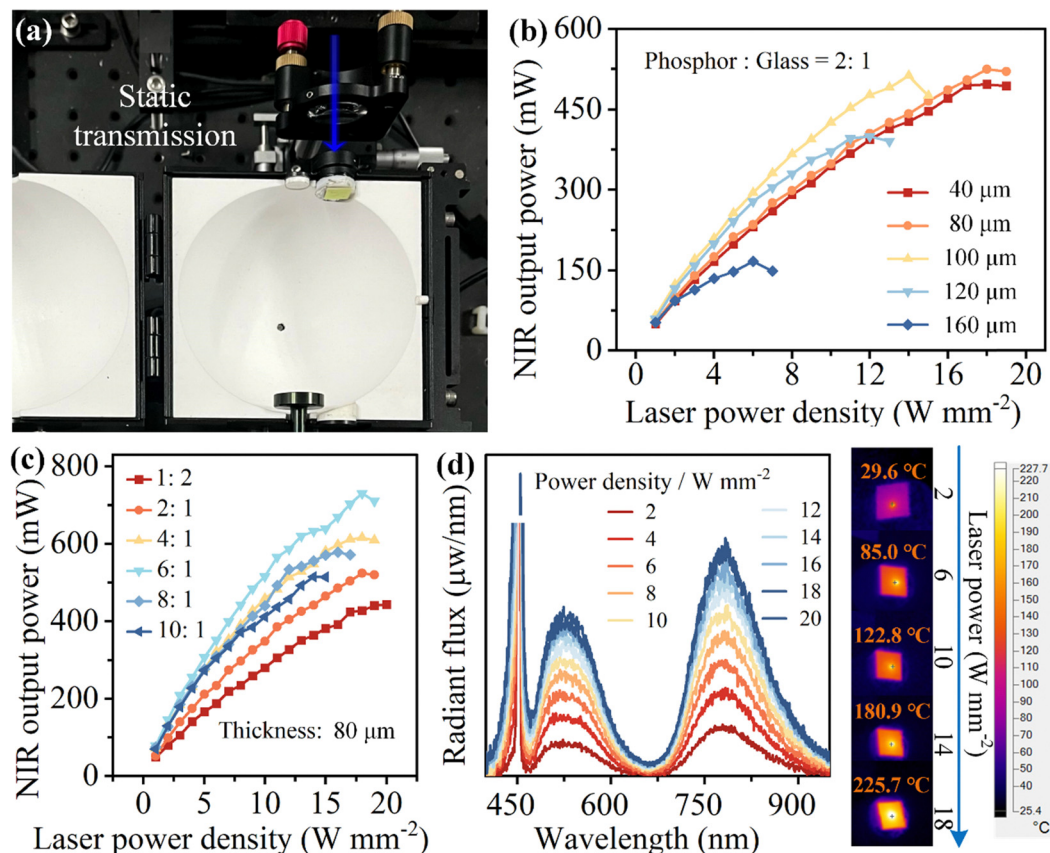 (a)
Static
transmission
(b)
Phosphor : Glass = 2: 1
NIR output power (mW)
600
450
300
150
0
40 μm
80 μm
100 μm
120 μm
160 μm
0 4 8 12 16 20
Laser power density (W mm-2)
(c)
NIR output power (mW)
800
600
400
200
0
1: 2
2: 1
4: 1
6: 1
8: 1
10: 1
Thickness: 80 μm
0 5 10 15 20
Laser power density (W mm-2)
(d)
Radiant flux (μw/nm)
Power density / W mm-2
2
4
6
8
10
12
14
16
18
20
450 600 750 900
Wavelength (nm)
29.6 ℃
85.0 ℃
122.8 ℃
180.9 ℃
225.7 ℃
2
6
10
14
18
Laser power (W mm-2)
227.7
220
210
200
190
180
170
160
150
140
130
120
110
100
90
80
70
60
50
40
25.4
°C